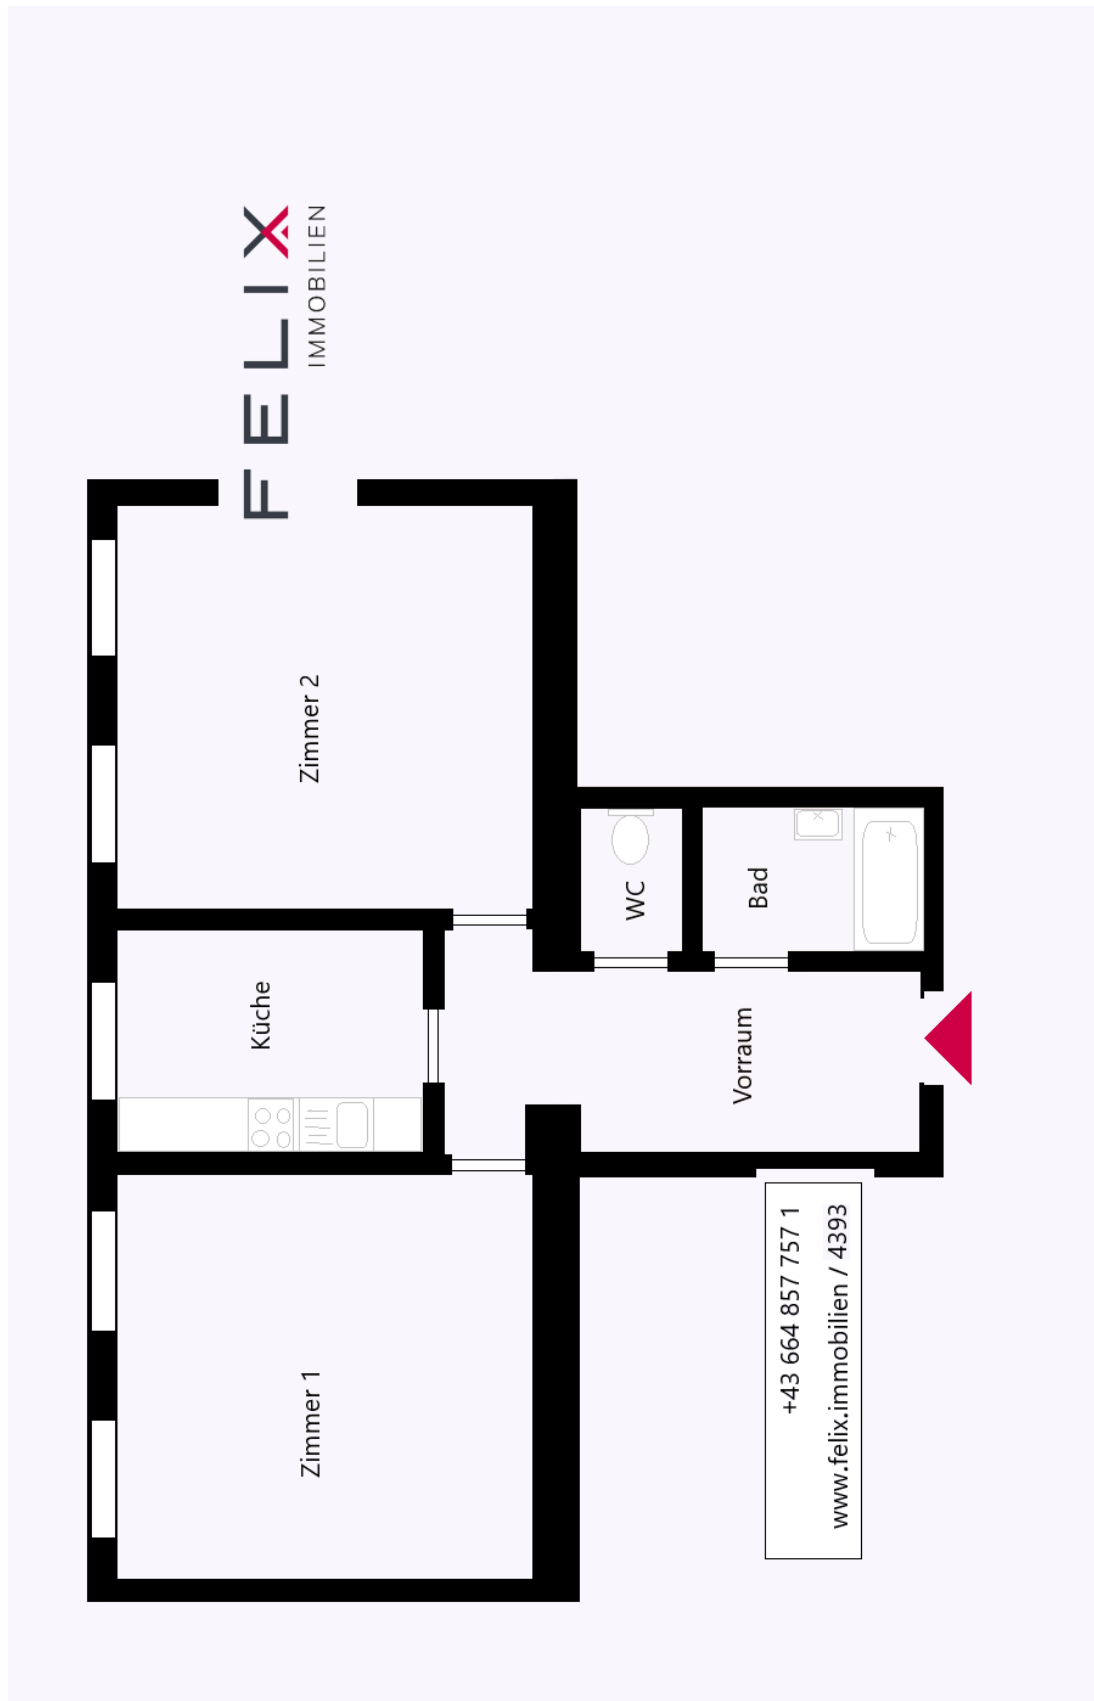 FELIX
IMMOBILIEN
Zimmer 2
WC
Bad
Küche
Vorraum
Zimmer 1
+43 664 857 757 1
www.felix.immobilien / 4393